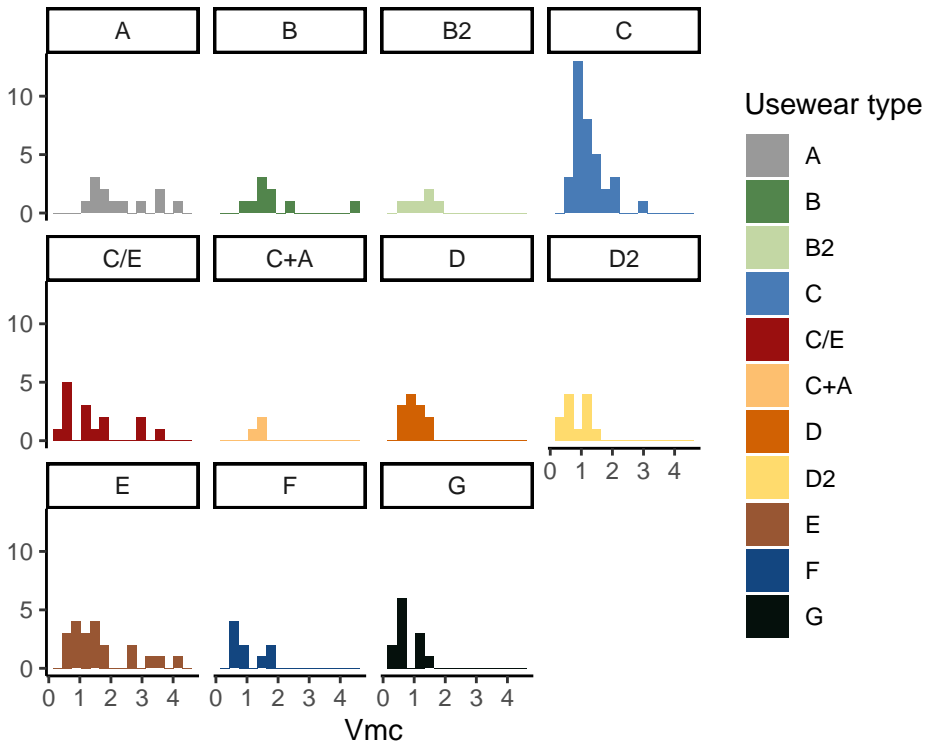 A B B2 C
10
5
0
C/E C+A D D2
10
5
0
0 1 2 3 4
E F G
10
5
0
0 1 2 3 4 0 1 2 3 4 0 1 2 3 4
Vmc
Usewear type
A
B
B2
C
C/E
C+A
D
D2
E
F
G